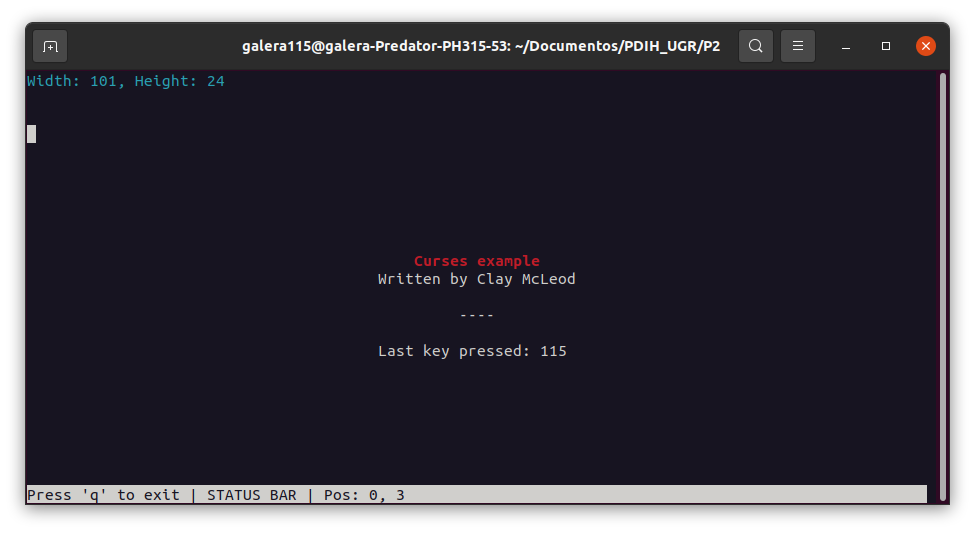 galera115@galera-Predator-PH315-53: ~/Documentos/PDIH_UGR/P2
Width: 101, Height: 24
Curses example
Written by Clay McLeod
----
Last key pressed: 115
Press 'q' to exit | STATUS BAR | Pos: 0, 3